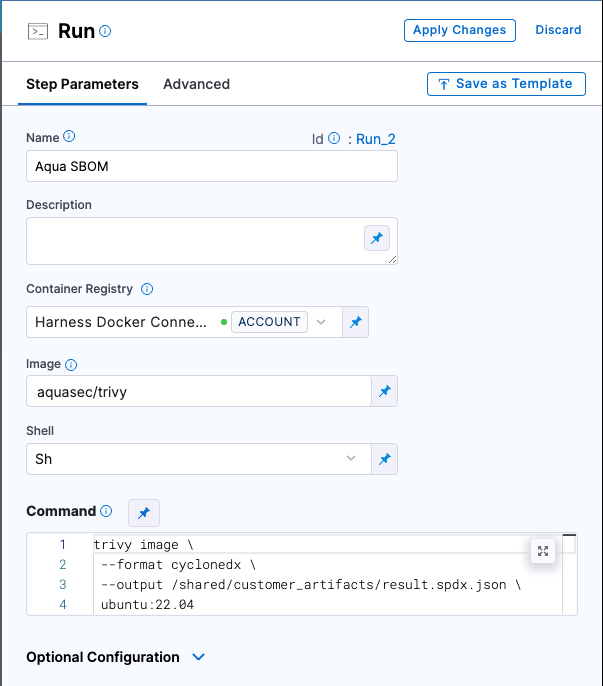 Run
Apply Changes
Discard
Step Parameters
Advanced
Save as Template
Name
Id : Run_2
Aqua SBOM
Description
Container Registry
Harness Docker Conne... ACCOUNT
Image
aquasec/trivy
Shell
Sh
Command
1 trivy image \
2 --format cyclonedx \
3 --output /shared/customer_artifacts/result.spdx.json \
4 ubuntu:22.04
Optional Configuration